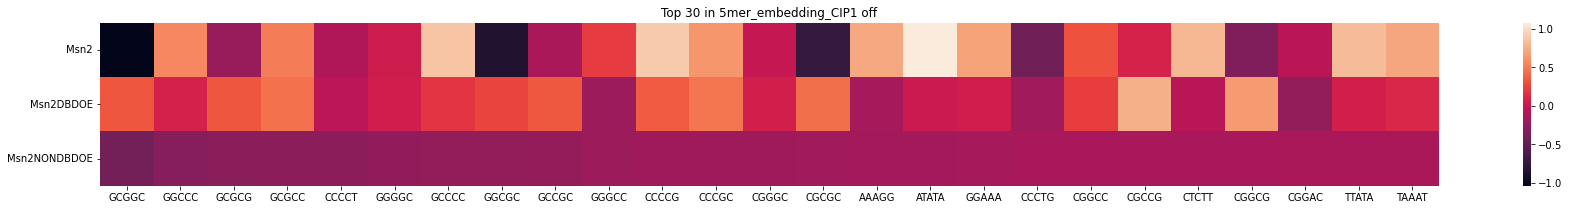 Top 30 in 5mer_embedding_CIP1 off
Msn2
Msn2DBDOE
Msn2NONDBDOE
GCGGC GGCCC GCGCG GCGCC CCCCT GGGGC GCCCC GGCGC GCCGC GGGCC CCCCG CCCGC CGGGC CGCGC AAAGG ATATA GGAAA CCCTG CGGCC CGCCG CTCTT CGGCG CGGAC TTATA TAAAT
1.0
0.5
0.0
−0.5
−1.0